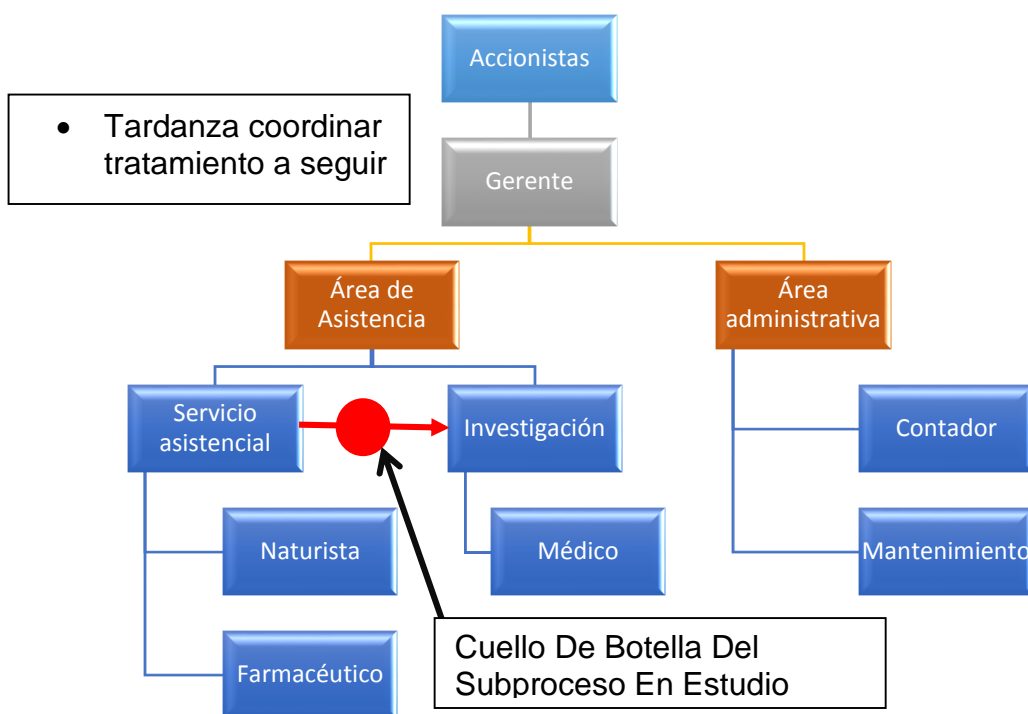 Accionistas
• Tardanza coordinar
tratamiento a seguir
Gerente
Área de
Asistencia
Área
administrativa
Servicio
asistencial
Investigación
Contador
Naturista
Médico
Mantenimiento
Farmacéutico
Cuello De Botella Del
Subproceso En Estudio